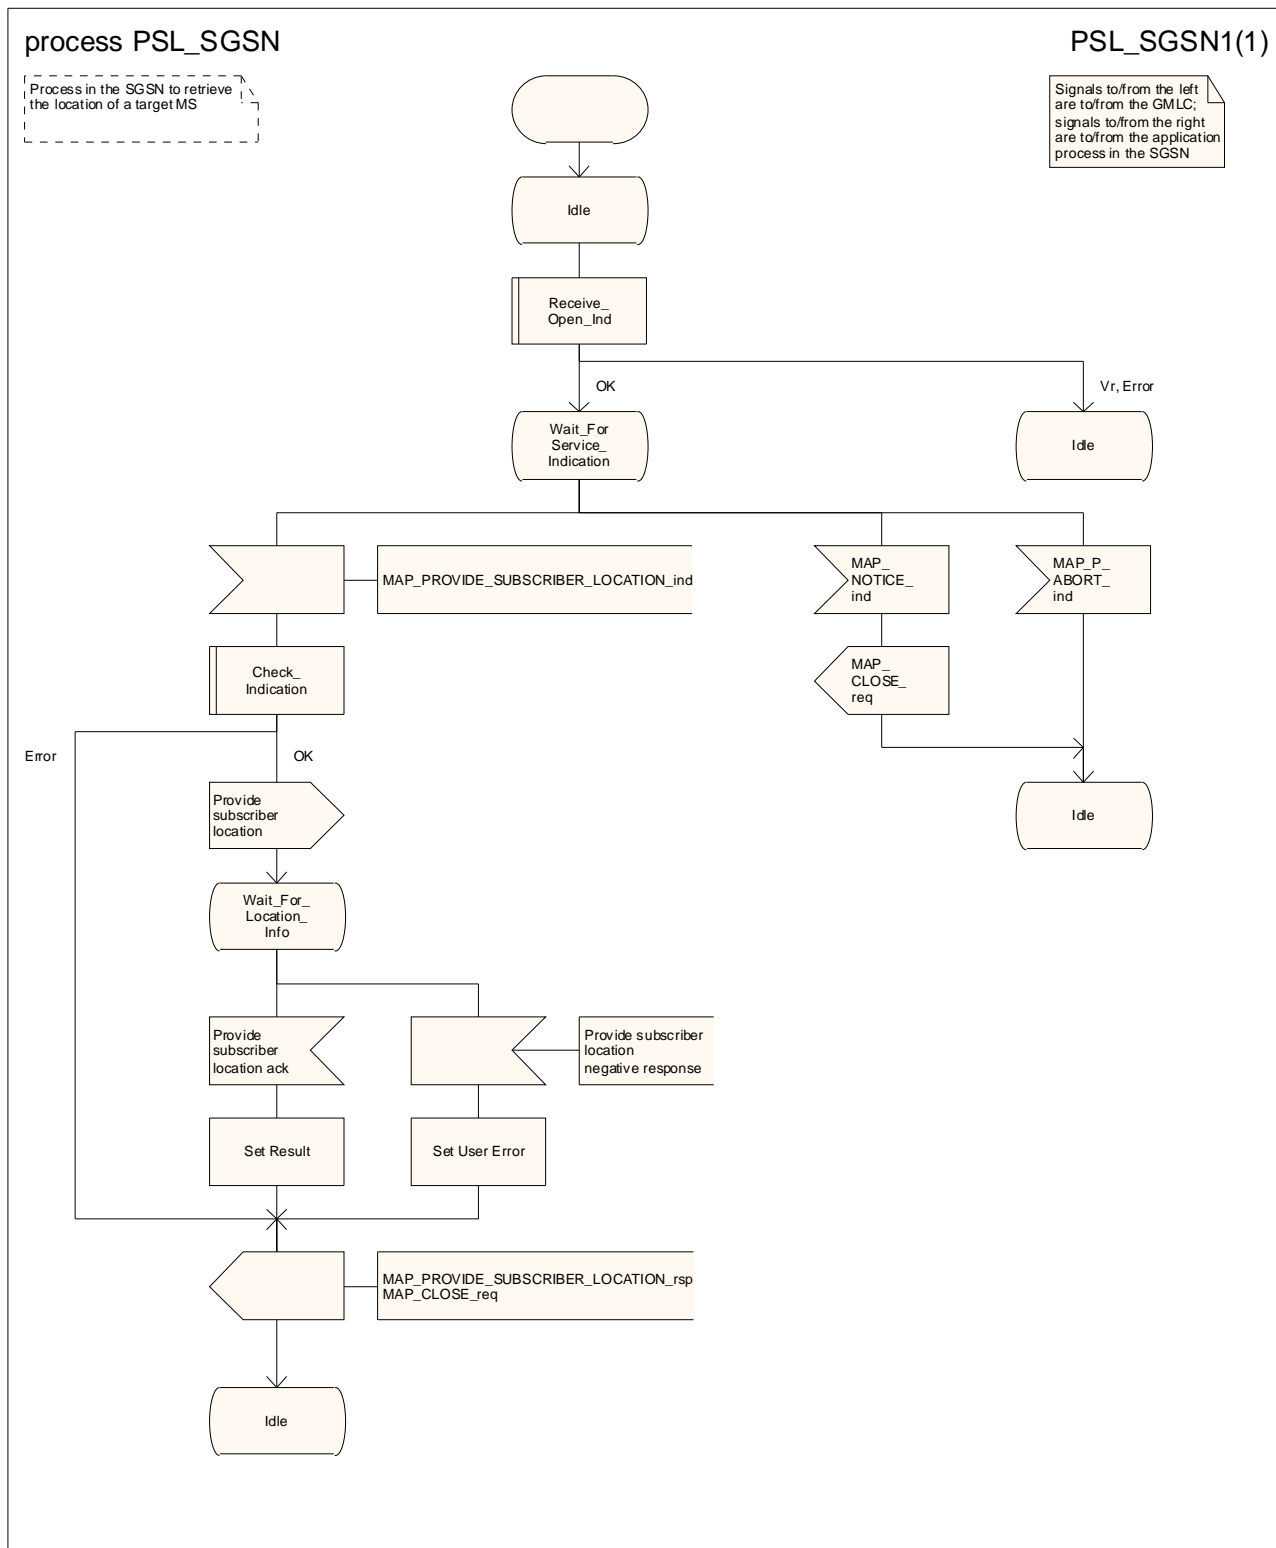 process PSL_SGSN
PSL_SGSN1(1)
Process in the SGSN to retrieve
the location of a target MS
Signals to/from the left
are to/from the GMLC;
signals to/from the right
are to/from the application
process in the SGSN
Idle
Receive_
Open_Ind
OK
Vr, Error
Wait_For
Service_
Indication
Idle
MAP_PROVIDE_SUBSCRIBER_LOCATION_ind
MAP_
NOTICE_
ind
MAP_P_
ABORT_
ind
Check_
Indication
MAP_
CLOSE_
req
Error
OK
Provide
subscriber
location
Idle
Wait_For_
Location_
Info
Provide
subscriber
location ack
Provide subscriber
location
negative response
Set Result
Set User Error
MAP_PROVIDE_SUBSCRIBER_LOCATION_rsp
MAP_CLOSE_req
Idle